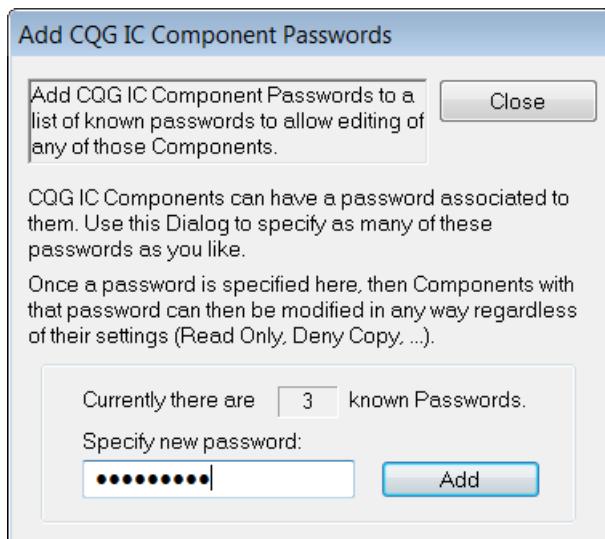 Add CQG IC Component Passwords
Add CQG IC Component Passwords to a
list of known passwords to allow editing of
any of those Components.
Close
CQG IC Components can have a password associated to
them. Use this Dialog to specify as many of these
passwords as you like.
Once a password is specified here, then Components with
that password can then be modified in any way regardless
of their settings (Read Only, Deny Copy, ...).
Currently there are 3 known Passwords.
Specify new password:
●●●●●●●●●
Add